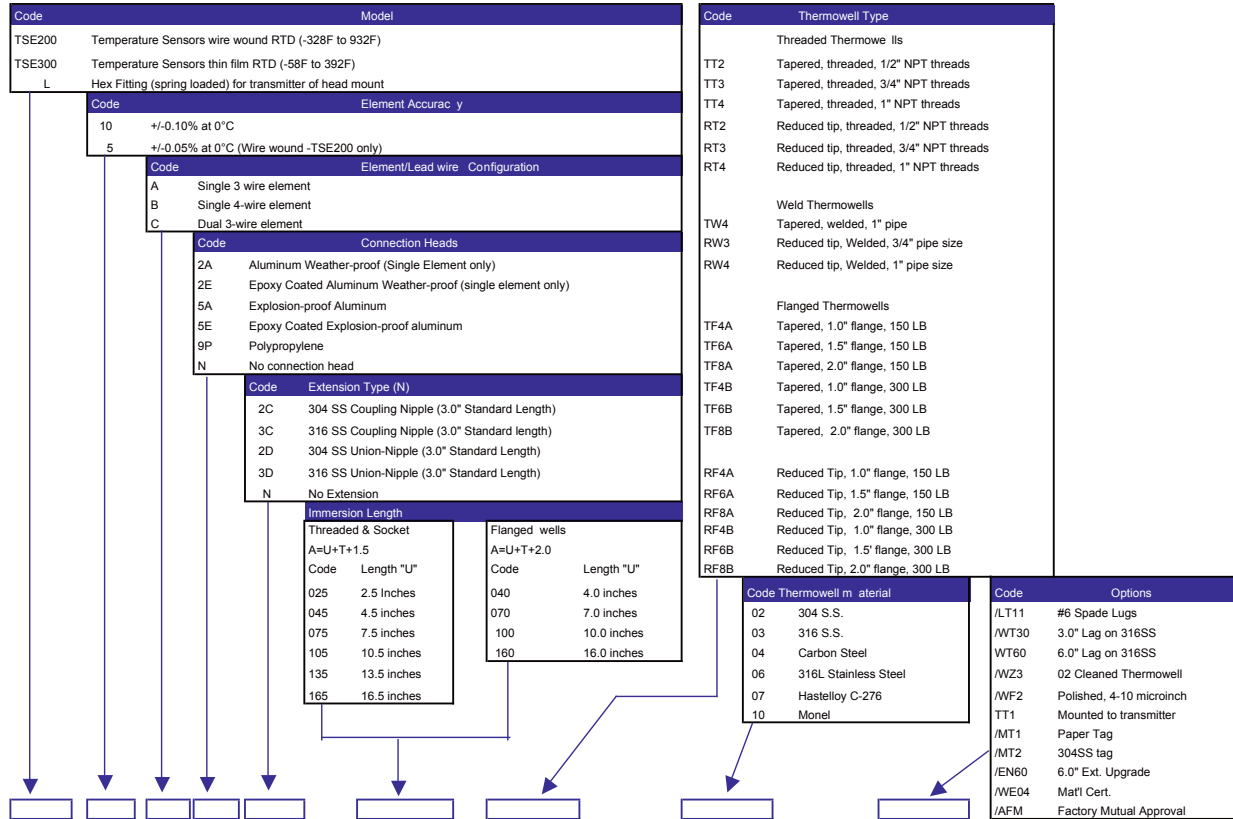 Code Model
TSE200 Temperature Sensors wire wound RTD (-328F to 932F)
TSE300 Temperature Sensors thin film RTD (-58F to 392F)
L Hex Fitting (spring loaded) for transmitter of head mount
Code Element Accurac y
10 +/-0.10% at 0°C
5 +/-0.05% at 0°C (Wire wound -TSE200 only)
Code Element/Lead wire Configuration
A Single 3 wire element
B Single 4-wire element
C Dual 3-wire element
Code Connection Heads
2A Aluminum Weather-proof (Single Element only)
2E Epoxy Coated Aluminum Weather-proof (single element only)
5A Explosion-proof Aluminum
5E Epoxy Coated Explosion-proof aluminum
9P Polypropylene
N No connection head
Code Extension Type (N)
2C 304 SS Coupling Nipple (3.0" Standard Length)
3C 316 SS Coupling Nipple (3.0" Standard length)
2D 304 SS Union-Nipple (3.0" Standard Length)
3D 316 SS Union-Nipple (3.0" Standard Length)
N No Extension
Immersion Length
Threaded & Socket
A=U+T+1.5
Code Length "U"
025 2.5 Inches
045 4.5 inches
075 7.5 inches
105 10.5 inches
135 13.5 inches
165 16.5 inches
Flanged wells
A=U+T+2.0
Code Length "U"
040 4.0 inches
070 7.0 inches
100 10.0 inches
160 16.0 inches
Code Thermowell Type
Threaded Thermowe lls
TT2 Tapered, threaded, 1/2" NPT threads
TT3 Tapered, threaded, 3/4" NPT threads
TT4 Tapered, threaded, 1" NPT threads
RT2 Reduced tip, threaded, 1/2" NPT threads
RT3 Reduced tip, threaded, 3/4" NPT threads
RT4 Reduced tip, threaded, 1" NPT threads
Weld Thermowells
TW4 Tapered, welded, 1" pipe
RW3 Reduced tip, Welded, 3/4" pipe size
RW4 Reduced tip, Welded, 1" pipe size
Flanged Thermowells
TF4A Tapered, 1.0" flange, 150 LB
TF6A Tapered, 1.5" flange, 150 LB
TF8A Tapered, 2.0" flange, 150 LB
TF4B Tapered, 1.0" flange, 300 LB
TF6B Tapered, 1.5" flange, 300 LB
TF8B Tapered, 2.0" flange, 300 LB
RF4A Reduced Tip, 1.0" flange, 150 LB
RF6A Reduced Tip, 1.5" flange, 150 LB
RF8A Reduced Tip, 2.0" flange, 150 LB
RF4B Reduced Tip, 1.0" flange, 300 LB
RF6B Reduced Tip, 1.5' flange, 300 LB
RF8B Reduced Tip, 2.0" flange, 300 LB
Code Thermowell m aterial
02 304 S.S.
03 316 S.S.
04 Carbon Steel
06 316L Stainless Steel
07 Hastelloy C-276
10 Monel
Code Options
/LT11 #6 Spade Lugs
/WT30 3.0" Lag on 316SS
WT60 6.0" Lag on 316SS
/WZ3 02 Cleaned Thermowell
/WF2 Polished, 4-10 microinch
TT1 Mounted to transmitter
/MT1 Paper Tag
/MT2 304SS tag
/EN60 6.0" Ext. Upgrade
/WE04 Mat'l Cert.
/AFM Factory Mutual Approval